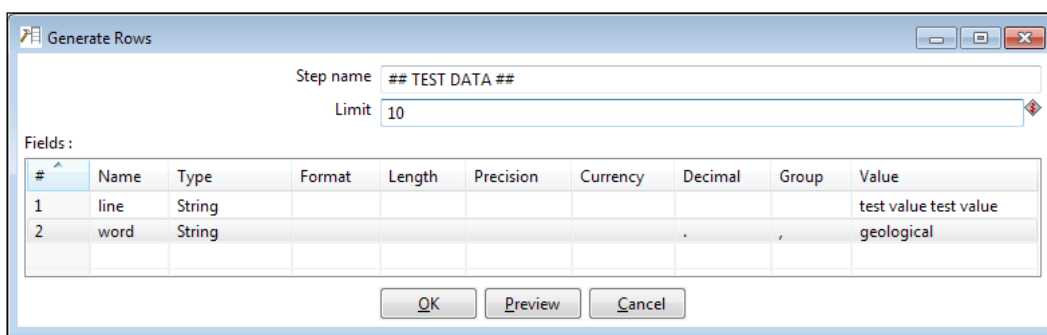 Generate Rows
Step name ## TEST DATA ##
Limit 10
Fields :
# Name Type Format Length Precision Currency Decimal Group Value
1 line String test value test value
2 word String . , geological
OK Preview Cancel